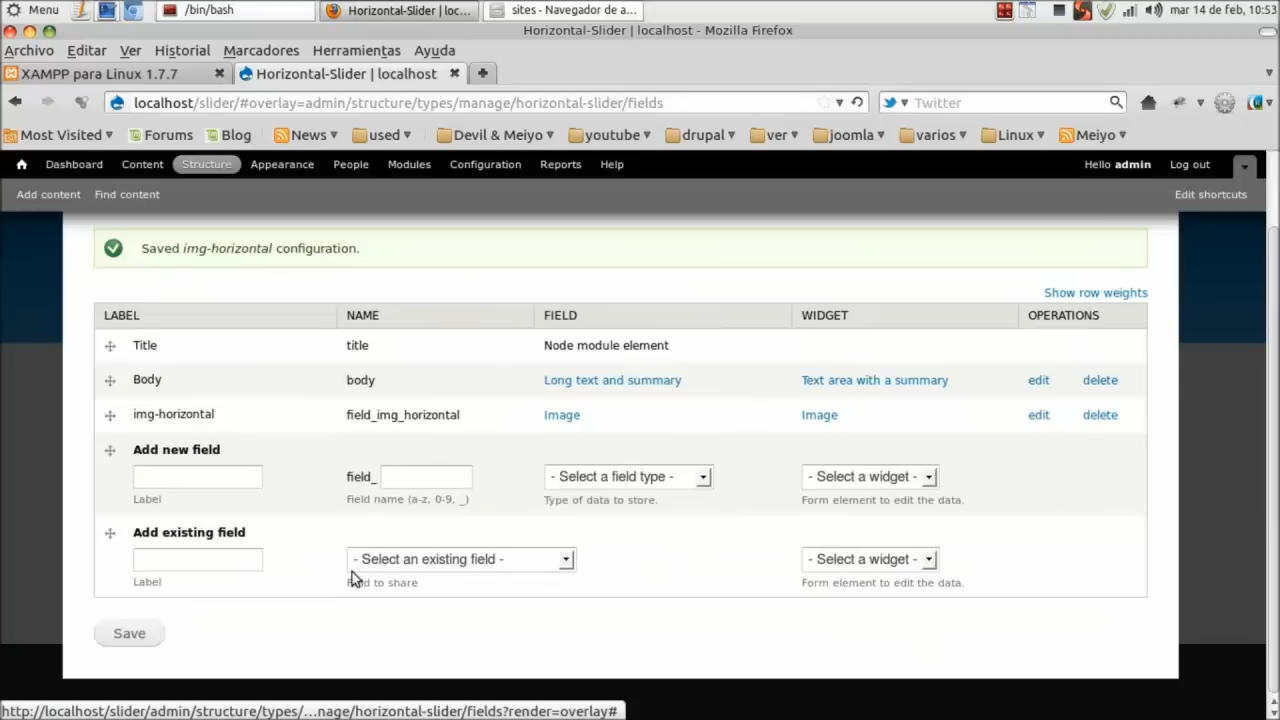 Menu /bin/bash Horizontal-Slider | loc... sites - Navegador de a... mar 14 de feb, 10:53
Horizontal-Slider | localhost - Mozilla Firefox
Archivo Editar Ver Historial Marcadores Herramientas Ayuda
XAMPP para Linux 1.7.7 Horizontal-Slider | localhost
localhost/slider/#overlay=admin/structure/types/manage/horizontal-slider/fields Twitter
Most Visited Forums Blog News used Devil & Meiyo youtube drupal ver joomla varios Linux Meiyo
Dashboard Content Structure Appearance People Modules Configuration Reports Help Hello admin Log out
Add content Find content Edit shortcuts
Saved img-horizontal configuration.
Show row weights
LABEL NAME FIELD WIDGET OPERATIONS
Title title Node module element
Body body Long text and summary Text area with a summary edit delete
img-horizontal field_img_horizontal Image Image edit delete
Add new field
field_ - Select a field type - - Select a widget -
Label Field name (a-z, 0-9, _) Type of data to store. Form element to edit the data.
Add existing field
- Select an existing field - - Select a widget -
Label to share Form element to edit the data.
Save
http://localhost/slider/admin/structure/types/...nage/horizontal-slider/fields?render=overlay#